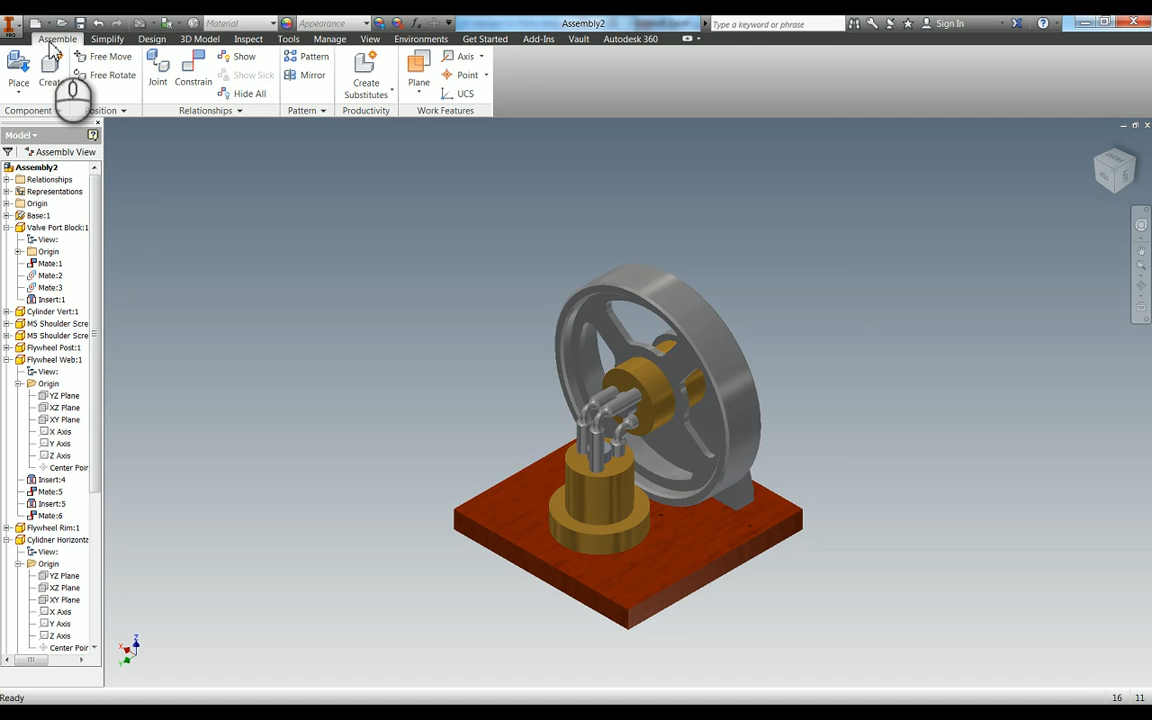 Material
Appearance
Assembly2
Type a keyword or phrase
Sign In
Assemble Simplify Design 3D Model Inspect Tools Manage View Environments Get Started Add-Ins Vault Autodesk 360
Place
Free Move
Free Rotate
Joint
Constrain
Show
Show Sick
Hide All
Pattern
Mirror
Create
Substitutes
Plane
Axis
Point
UCS
Component
Relationships
Pattern
Productivity
Work Features
Model
Assembly View
Assembly2
Relationships
Representations
Origin
Base:1
Valve Port Block:1
View:
Origin
Mate:1
Mate:2
Mate:3
Insert:1
Cylinder Vert:1
M5 Shoulder Scre
M5 Shoulder Scre
Flywheel Post:1
Flywheel Web:1
View:
Origin
YZ Plane
XZ Plane
XY Plane
X Axis
Y Axis
Z Axis
Center Poin
Insert:4
Mate:5
Insert:5
Mate:6
Flywheel Rim:1
Cylidner Horizonta
View:
Origin
YZ Plane
XZ Plane
XY Plane
X Axis
Y Axis
Z Axis
Center Poin
Z
X
Y
Ready
16 11